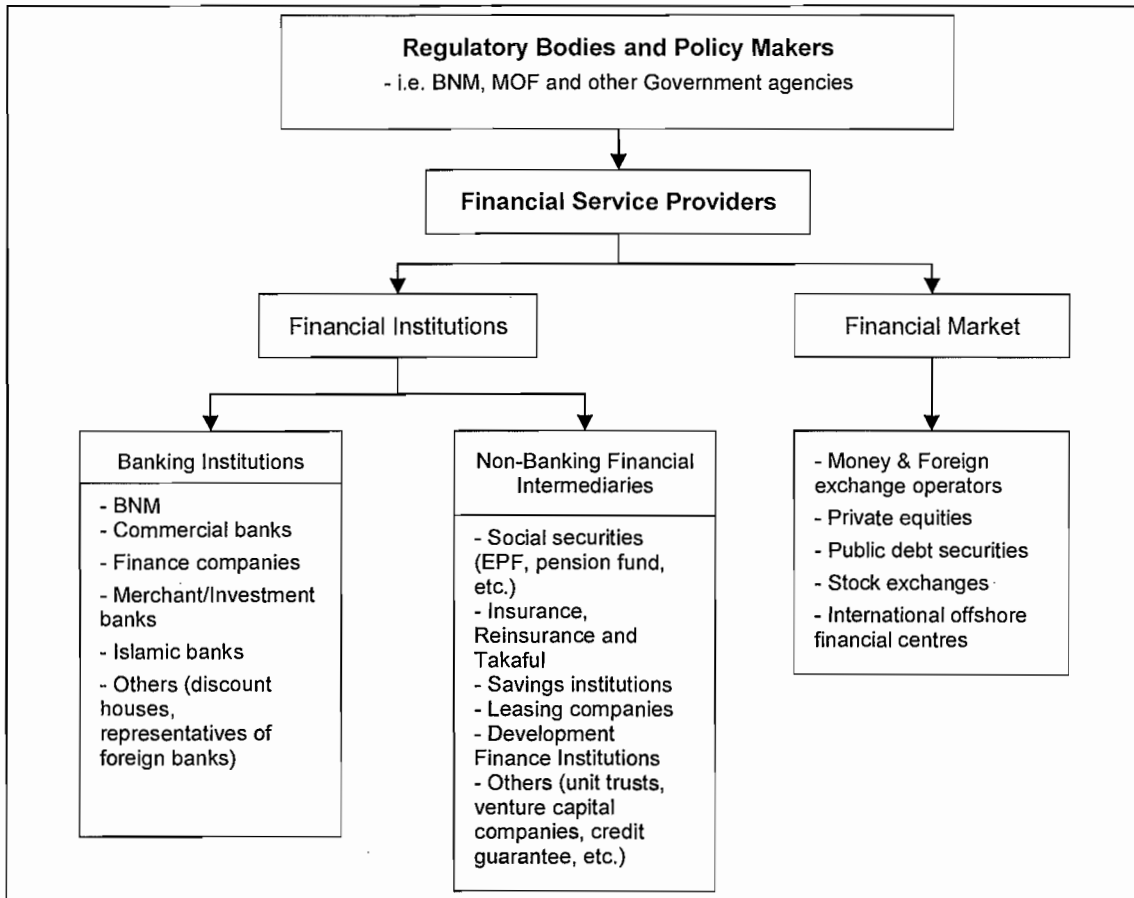 Regulatory Bodies and Policy Makers
- i.e. BNM, MOF and other Government agencies
Financial Service Providers
Financial Institutions
Financial Market
Banking Institutions
- BNM
- Commercial banks
- Finance companies
- Merchant/Investment
banks
- Islamic banks
- Others (discount
houses,
representatives of
foreign banks)
Non-Banking Financial
Intermediaries
- Social securities
(EPF, pension fund,
etc.)
- Insurance,
Reinsurance and
Takaful
- Savings institutions
- Leasing companies
- Development
Finance Institutions
- Others (unit trusts,
venture capital
companies, credit
guarantee, etc.)
- Money & Foreign
exchange operators
- Private equities
- Public debt securities
- Stock exchanges
- International offshore
financial centres